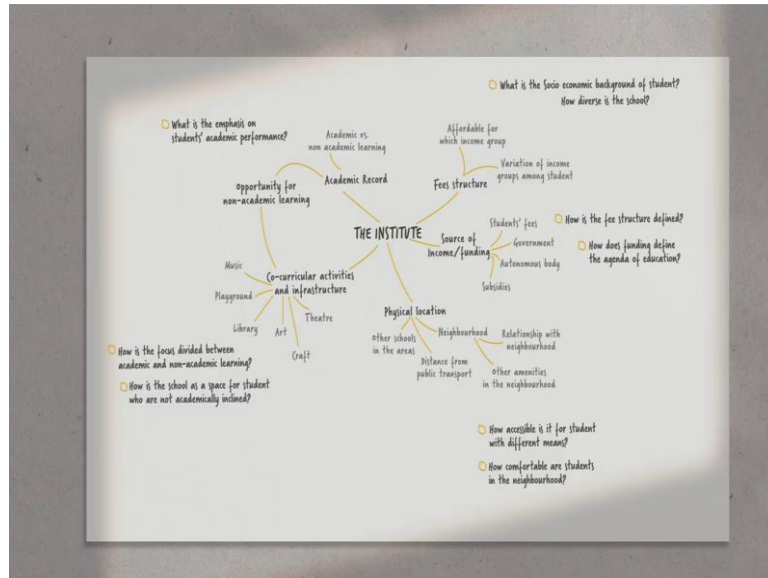 What is the Socio economic background of student?
How diverse is the school?
What is the emphasis on
students' academic performance?
Academic vs.
non academic learning
Affordable for
which income group
Variation of income
groups among student
Opportunity for
non-academic learning
Academic Record
Fees structure
THE INSTITUTE
Source of
Income/funding
Students' fees
Government
Autonomous body
Subsidies
How is the fee structure defined?
How does funding define
the agenda of education?
Co-curricular activities
and infrastructure
Music
Playground
Library
Art
Craft
Theatre
Physical location
Other schools
in the areas
Distance from
public transport
Neighbourhood
Relationship with
neighbourhood
Other amenities
in the neighbourhood
How is the focus divided between
academic and non-academic learning?
How is the school as a space for student
who are not academically inclined?
How accessible is it for student
with different means?
How comfortable are students
in the neighbourhood?